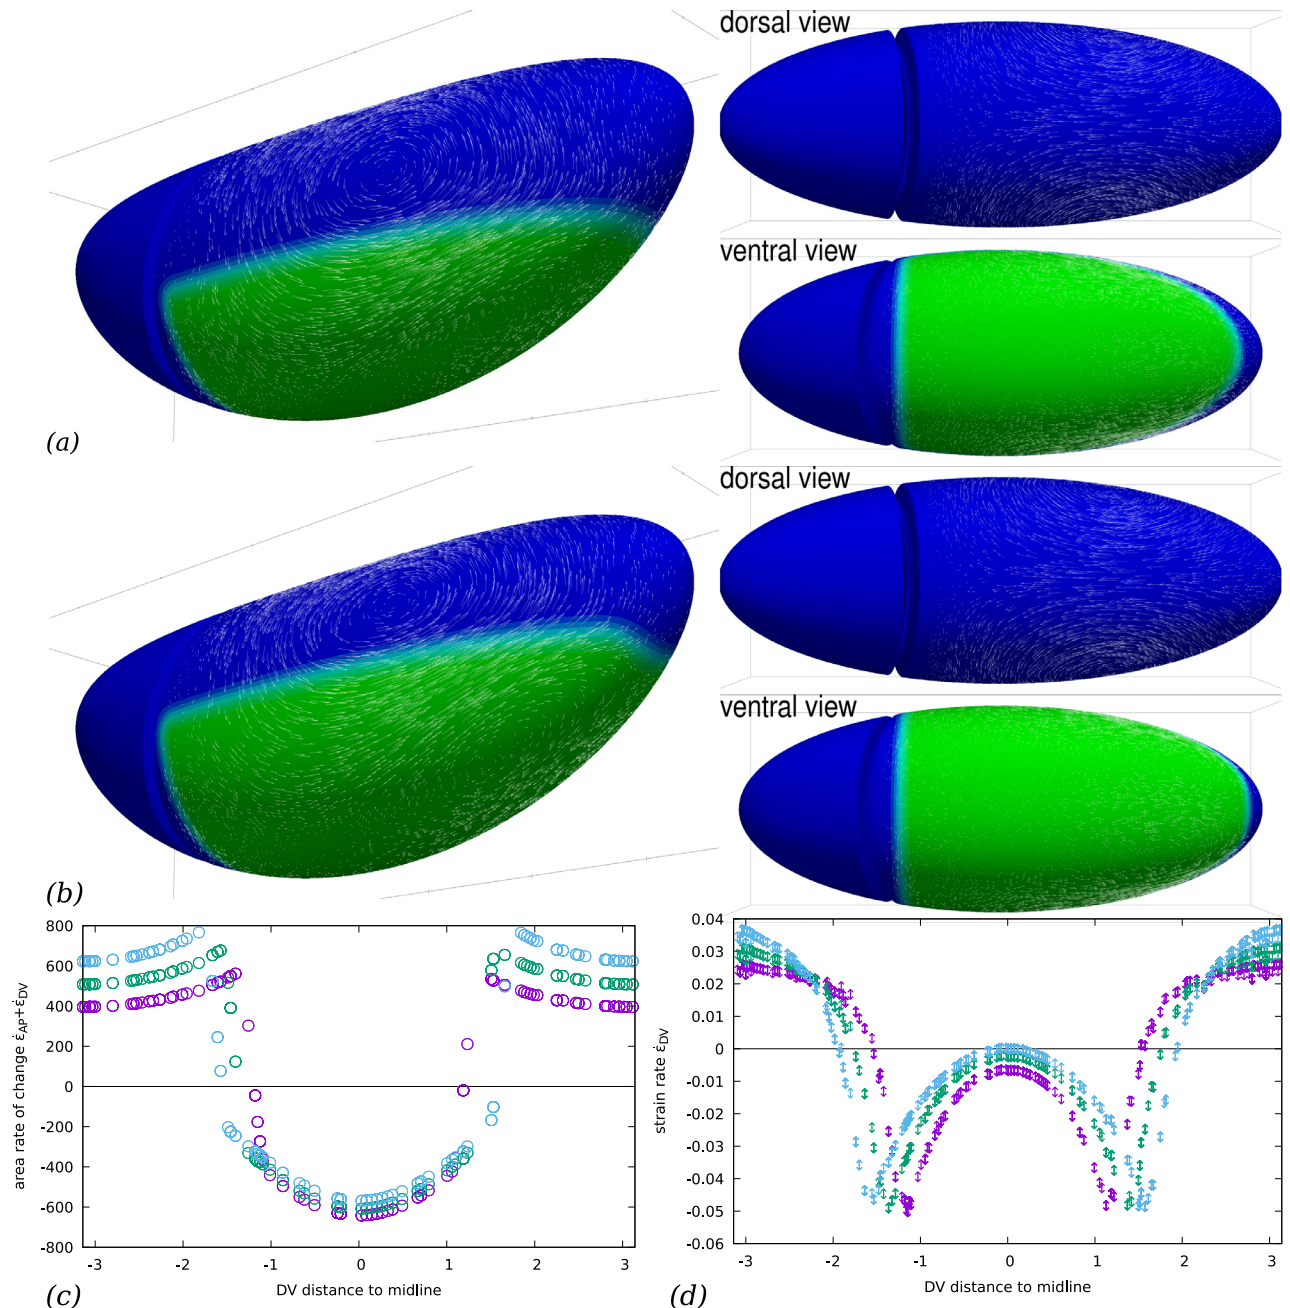 dorsal view
ventral view
(a)
dorsal view
ventral view
(b)
800
600
400
200
0
-200
-400
-600
-800
area rate of change ε̇AP+ε̇DV
-3 -2 -1 0 1 2 3
DV distance to midline
(c)
0.04
0.03
0.02
0.01
0
-0.01
-0.02
-0.03
-0.04
-0.05
-0.06
strain rate ε̇DV
-3 -2 -1 0 1 2 3
DV distance to midline
(d)